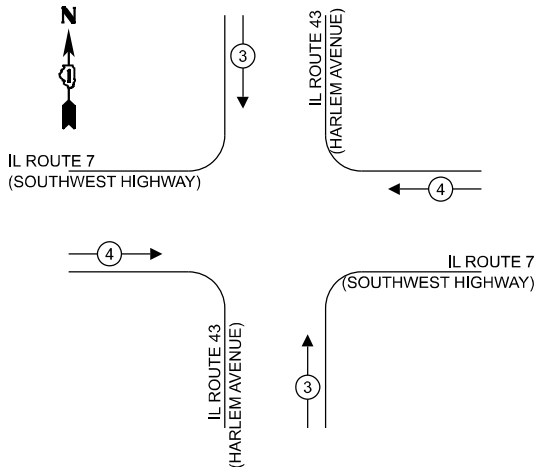 N
3
IL ROUTE 43
(HARLEM AVENUE)
IL ROUTE 7
(SOUTHWEST HIGHWAY)
4
4
IL ROUTE 7
(SOUTHWEST HIGHWAY)
IL ROUTE 43
(HARLEM AVENUE)
3